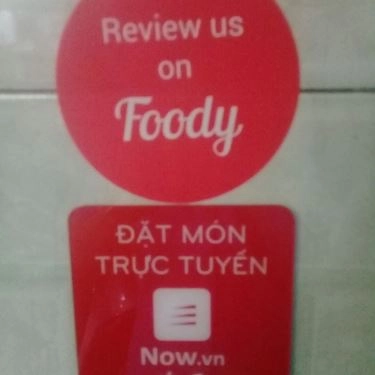 Review us
on
Foody
ĐẶT MÓN
TRỰC TUYẾN
Now.vn